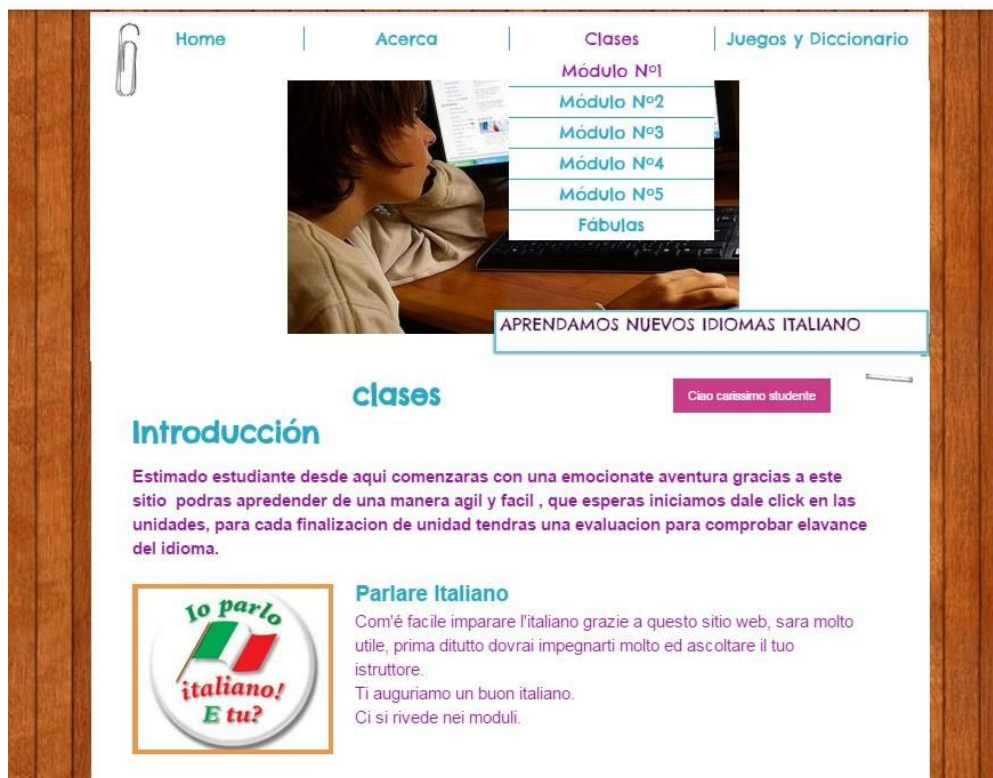 Home
Acerca
Clases
Juegos y Diccionario
Módulo Nº1
Módulo Nº2
Módulo Nº3
Módulo Nº4
Módulo Nº5
Fábulas
APRENDAMOS NUEVOS IDIOMAS ITALIANO
clases
Ciao carissimo studente
Introducción
Estimado estudiante desde aqui comenzaras con una emocionate aventura gracias a este
sitio podras apredender de una manera agil y facil , que esperas iniciamos dale click en las
unidades, para cada finalizacion de unidad tendras una evaluacion para comprobar elavance
del idioma.
Io parlo
italiano!
E tu?
Parlare Italiano
Com'é facile imparare l'italiano grazie a questo sitio web, sara molto
utile, prima ditutto dovrai impegnarti molto ed ascoltare il tuo
istruttore.
Ti auguriamo un buon italiano.
Ci si rivede nei moduli.